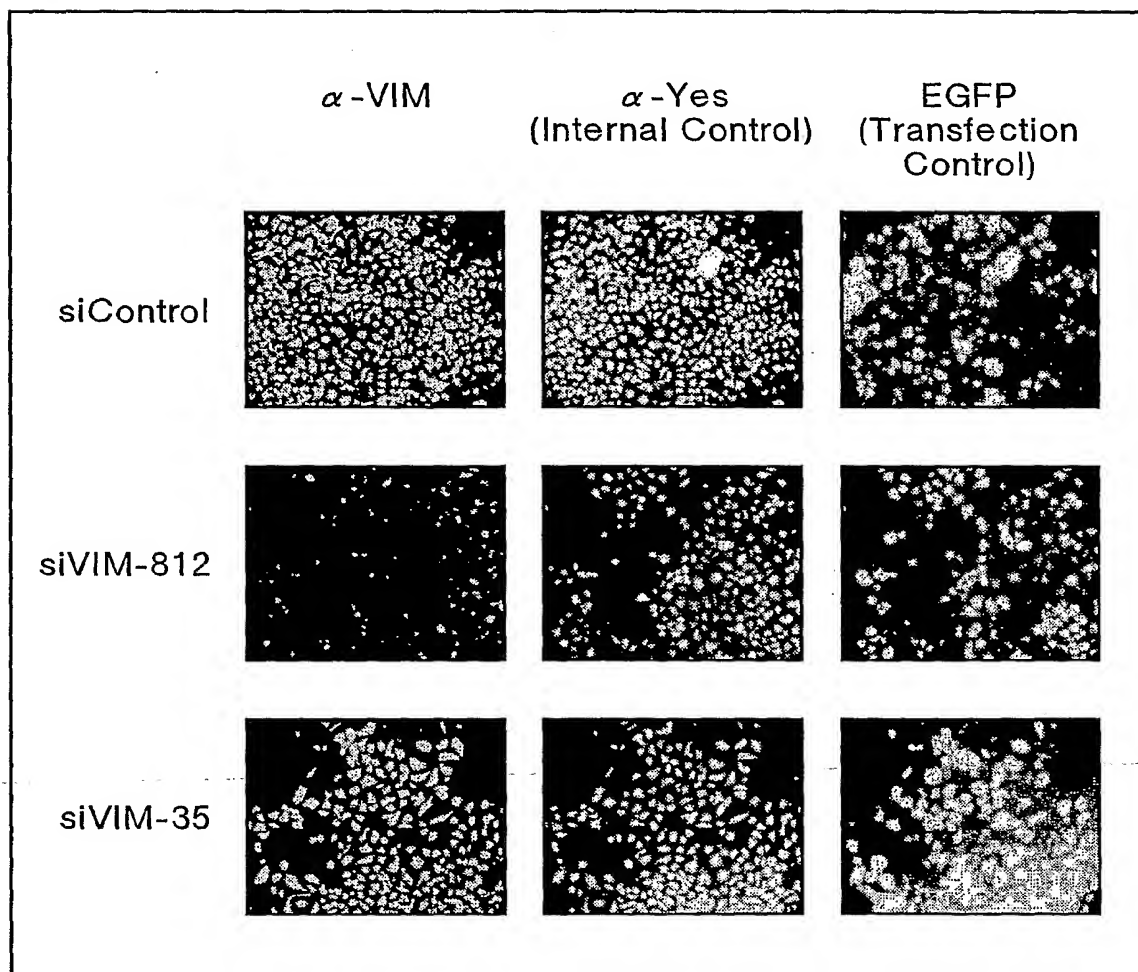 α-VIM
α-Yes
(Internal Control)
EGFP
(Transfection
Control)
siControl
siVIM-812
siVIM-35